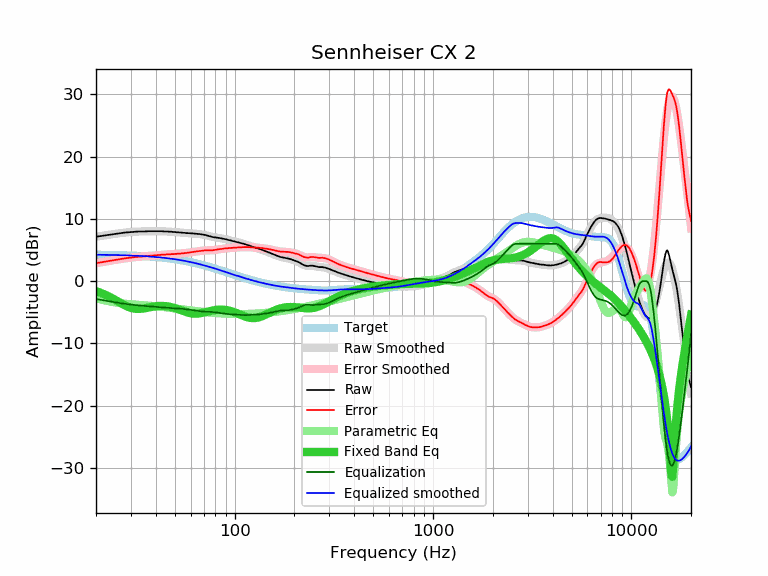 Sennheiser CX 2
Amplitude (dBr)
30
20
10
0
−10
−20
−30
Target
Raw Smoothed
Error Smoothed
Raw
Error
Parametric Eq
Fixed Band Eq
Equalization
Equalized smoothed
100
1000
10000
Frequency (Hz)